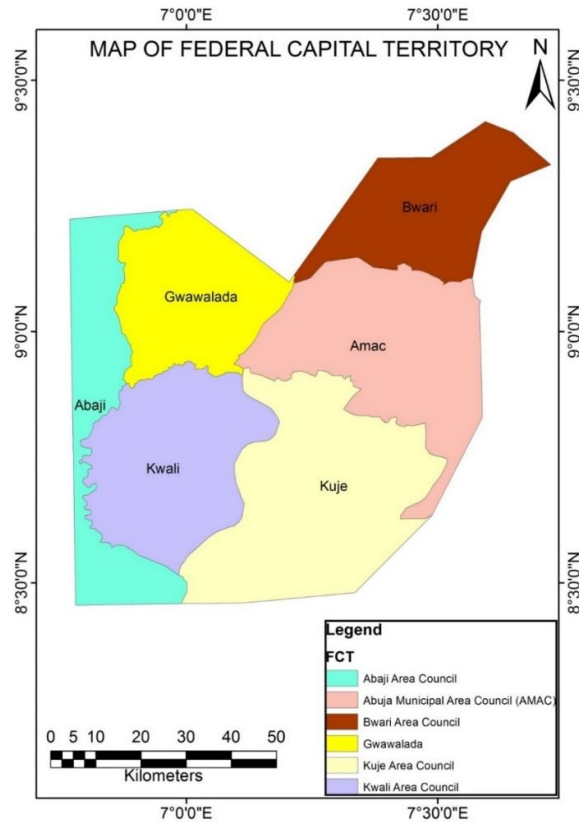 7°0'0"E 7°30'0"E
MAP OF FEDERAL CAPITAL TERRITORY
N
9°30'0"N
9°30'0"N
Bwari
Gwawalada
9°0'0"N
9°0'0"N
Amac
Abaji
Kwali
Kuje
8°30'0"N
8°30'0"N
Legend
FCT
Abaji Area Council
Abuja Municipal Area Council (AMAC)
Bwari Area Council
Gwawalada
Kuje Area Council
Kwali Area Council
0 5 10 20 30 40 50
Kilometers
7°0'0"E 7°30'0"E